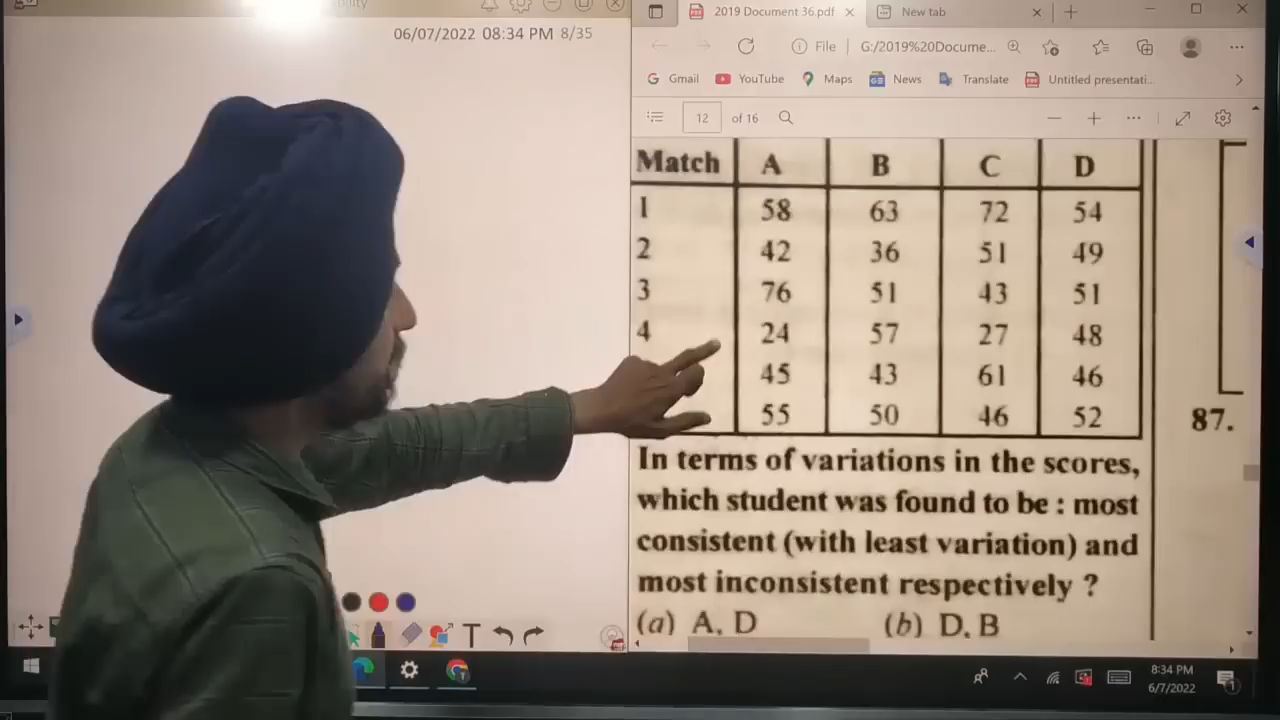 bility
06/07/2022 08:34 PM 8/35
2019 Document 36.pdf
New tab
File
G:/2019%20Docume...
Gmail
YouTube
Maps
News
Translate
Untitled presentati...
12 of 16
Match A B C D
1 58 63 72 54
2 42 36 51 49
3 76 51 43 51
4 24 57 27 48
45 43 61 46
55 50 46 52
In terms of variations in the scores,
which student was found to be : most
consistent (with least variation) and
most inconsistent respectively ?
(a) A, D (b) D, B
87.
T
8:34 PM
6/7/2022
1